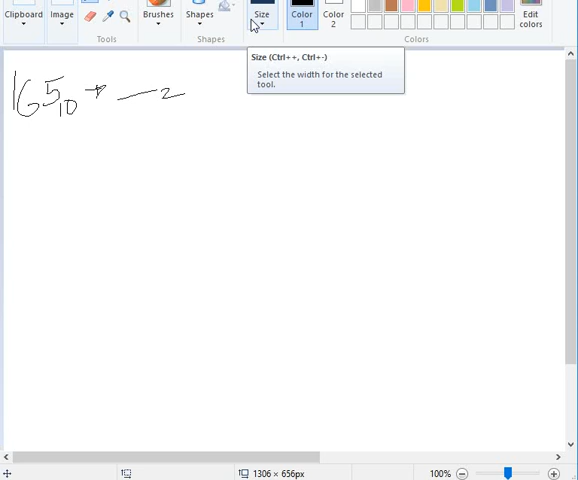 Clipboard Image Brushes Shapes Size Color 1 Color 2 Edit colors
Tools Shapes Colors
Size (Ctrl++, Ctrl+-)
Select the width for the selected
tool.
165₁₀ → __₂
1306 × 656px 100%